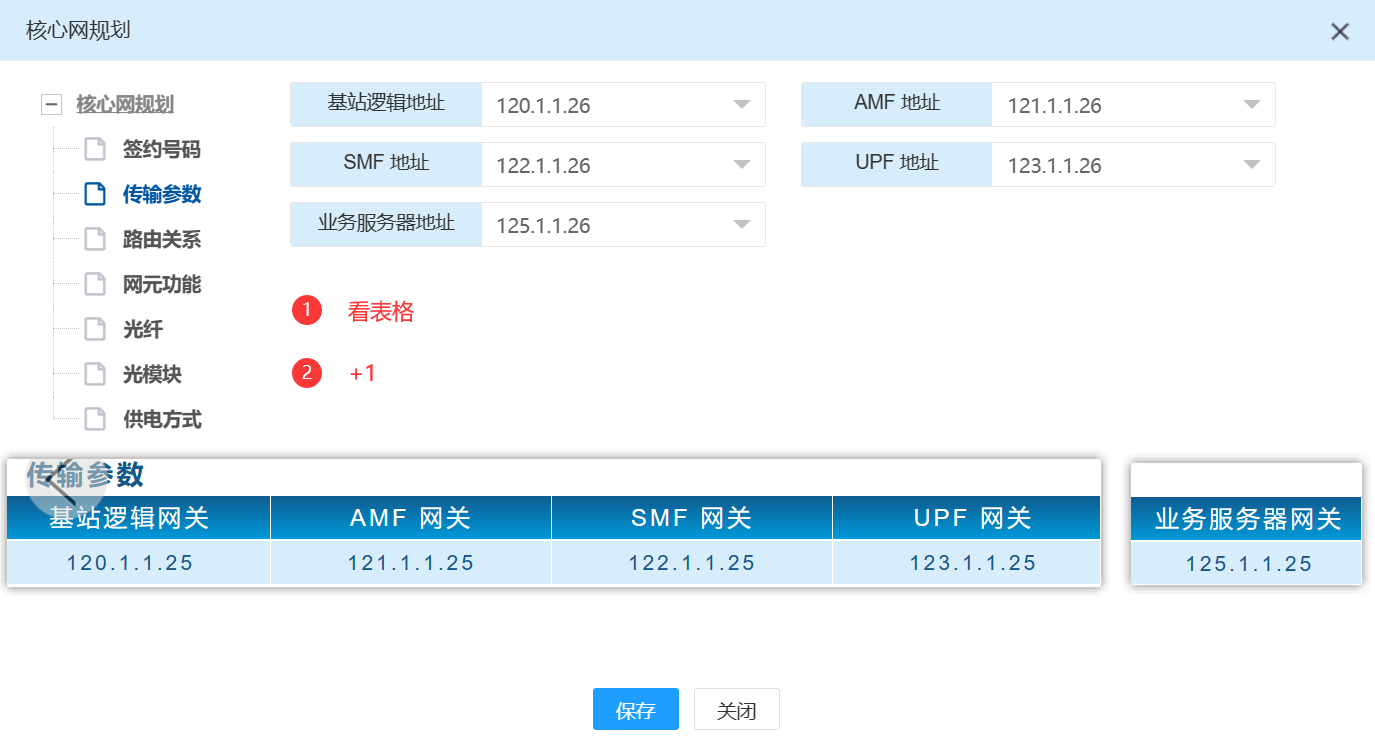 核心网规划
核心网规划
签约号码
传输参数
路由关系
网元功能
光纤
光模块
供电方式
基站逻辑地址 120.1.1.26 AMF 地址 121.1.1.26
SMF 地址 122.1.1.26 UPF 地址 123.1.1.26
业务服务器地址 125.1.1.26
1 看表格
2 +1
传输参数
基站逻辑网关 AMF 网关 SMF 网关 UPF 网关 业务服务器网关
120.1.1.25 121.1.1.25 122.1.1.25 123.1.1.25 125.1.1.25
保存 关闭